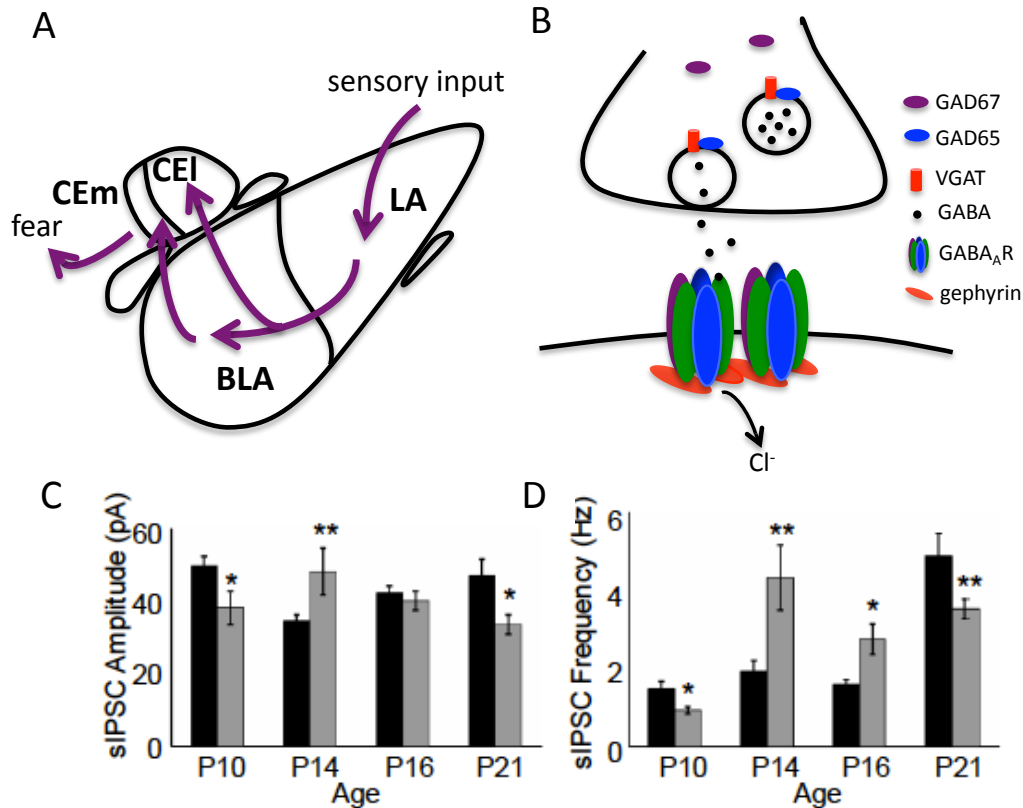 A
sensory input
CEm
CEl
LA
fear
BLA
B
GAD67
GAD65
VGAT
GABA
GABAAR
gephyrin
Cl-
C
sIPSC Amplitude (pA)
60
40
20
0
*
**
*
P10 P14 P16 P21
Age
D
sIPSC Frequency (Hz)
6
4
2
0
*
**
*
**
P10 P14 P16 P21
Age